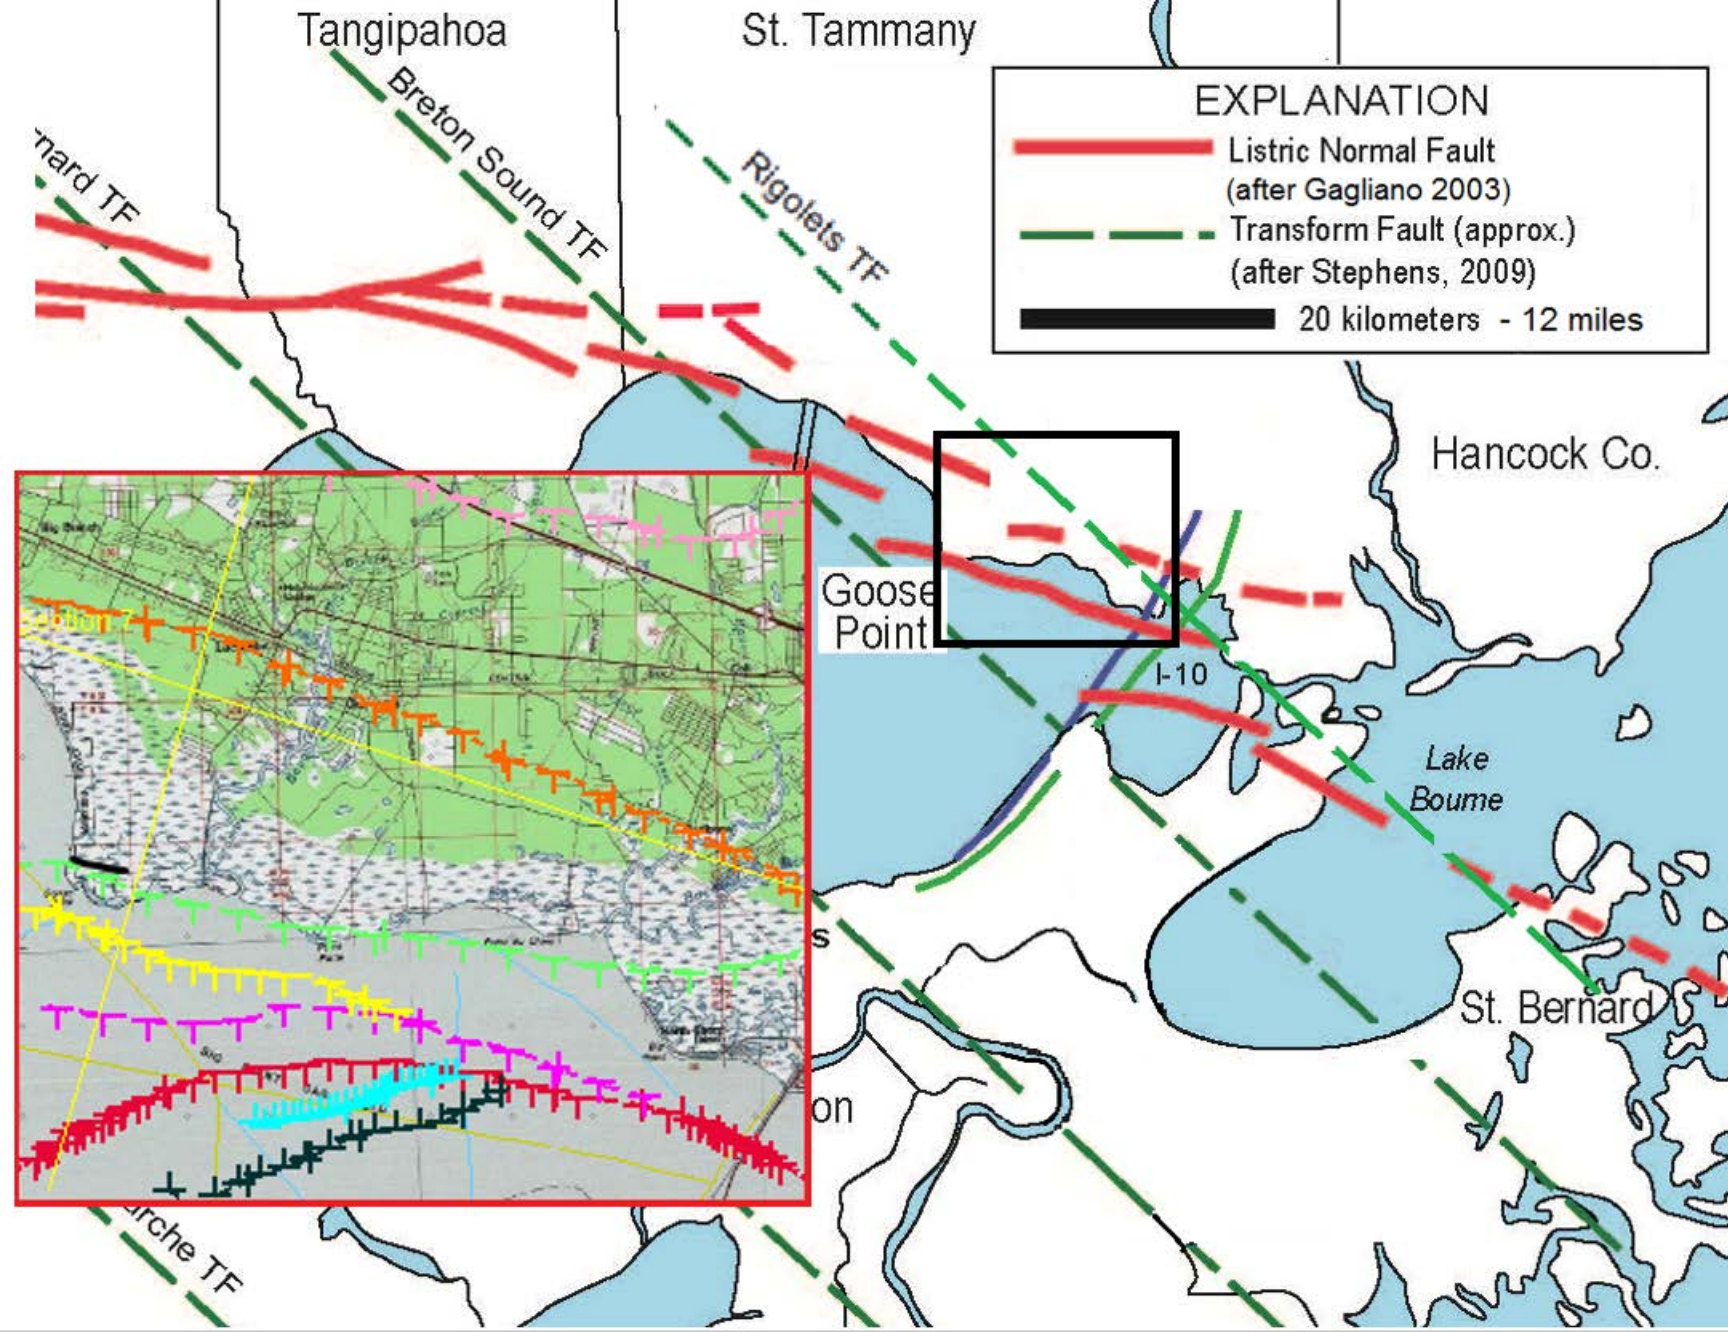 Tangipahoa
St. Tammany
EXPLANATION
Listric Normal Fault
(after Gagliano 2003)
Transform Fault (approx.)
(after Stephens, 2009)
20 kilometers - 12 miles
Breton Sound TF
Rigolets TF
nard TF
Hancock Co.
Goose
Point
I-10
Lake
Bourne
Section 7
s
St. Bernard
on
urche TF